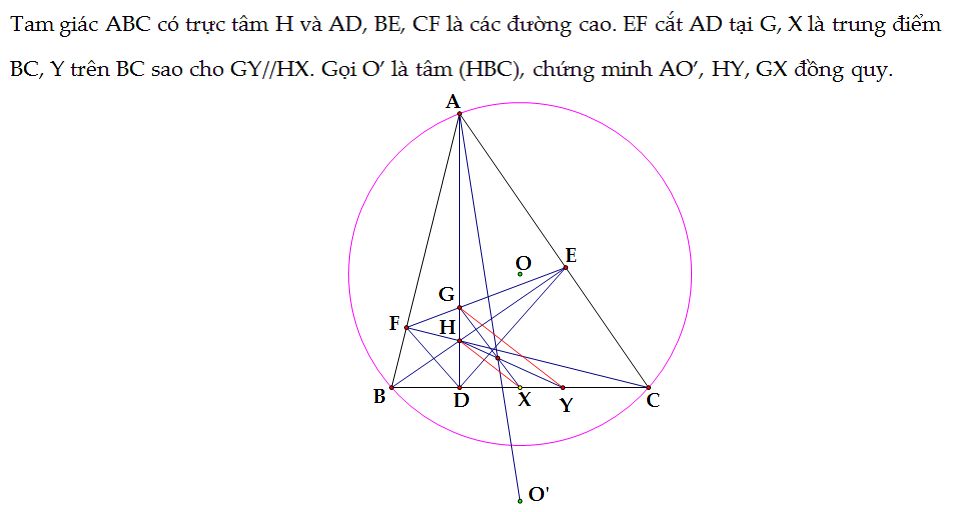 Tam giác ABC có trực tâm H và AD, BE, CF là các đường cao. EF cắt AD tại G, X là trung điểm
BC, Y trên BC sao cho GY//HX. Gọi O’ là tâm (HBC), chứng minh AO’, HY, GX đồng quy.
A
O
E
G
F
H
B
D
X
Y
C
O'